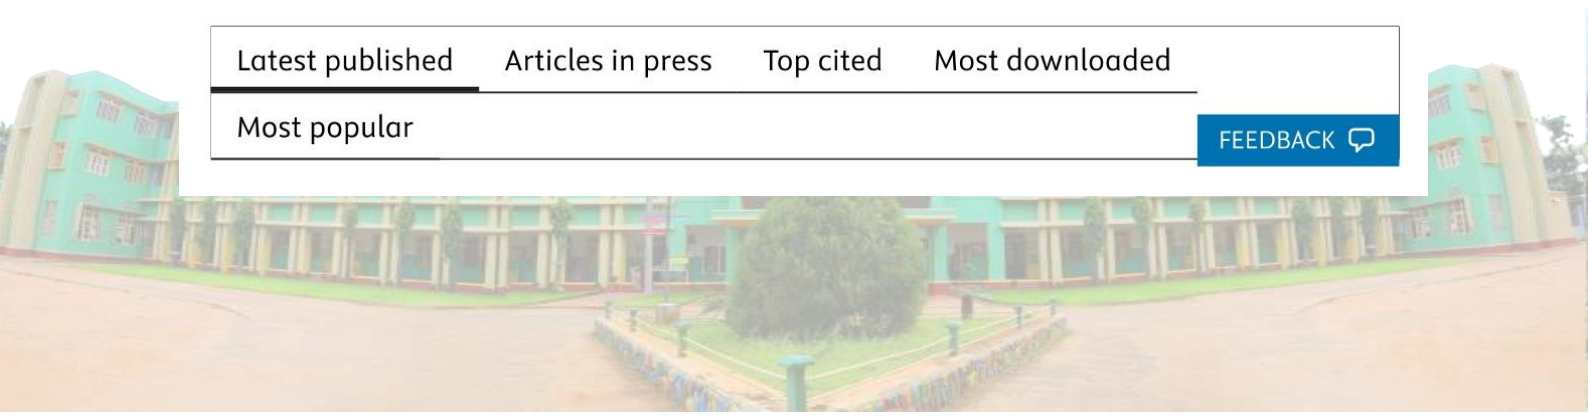 Latest published Articles in press Top cited Most downloaded
Most popular
FEEDBACK